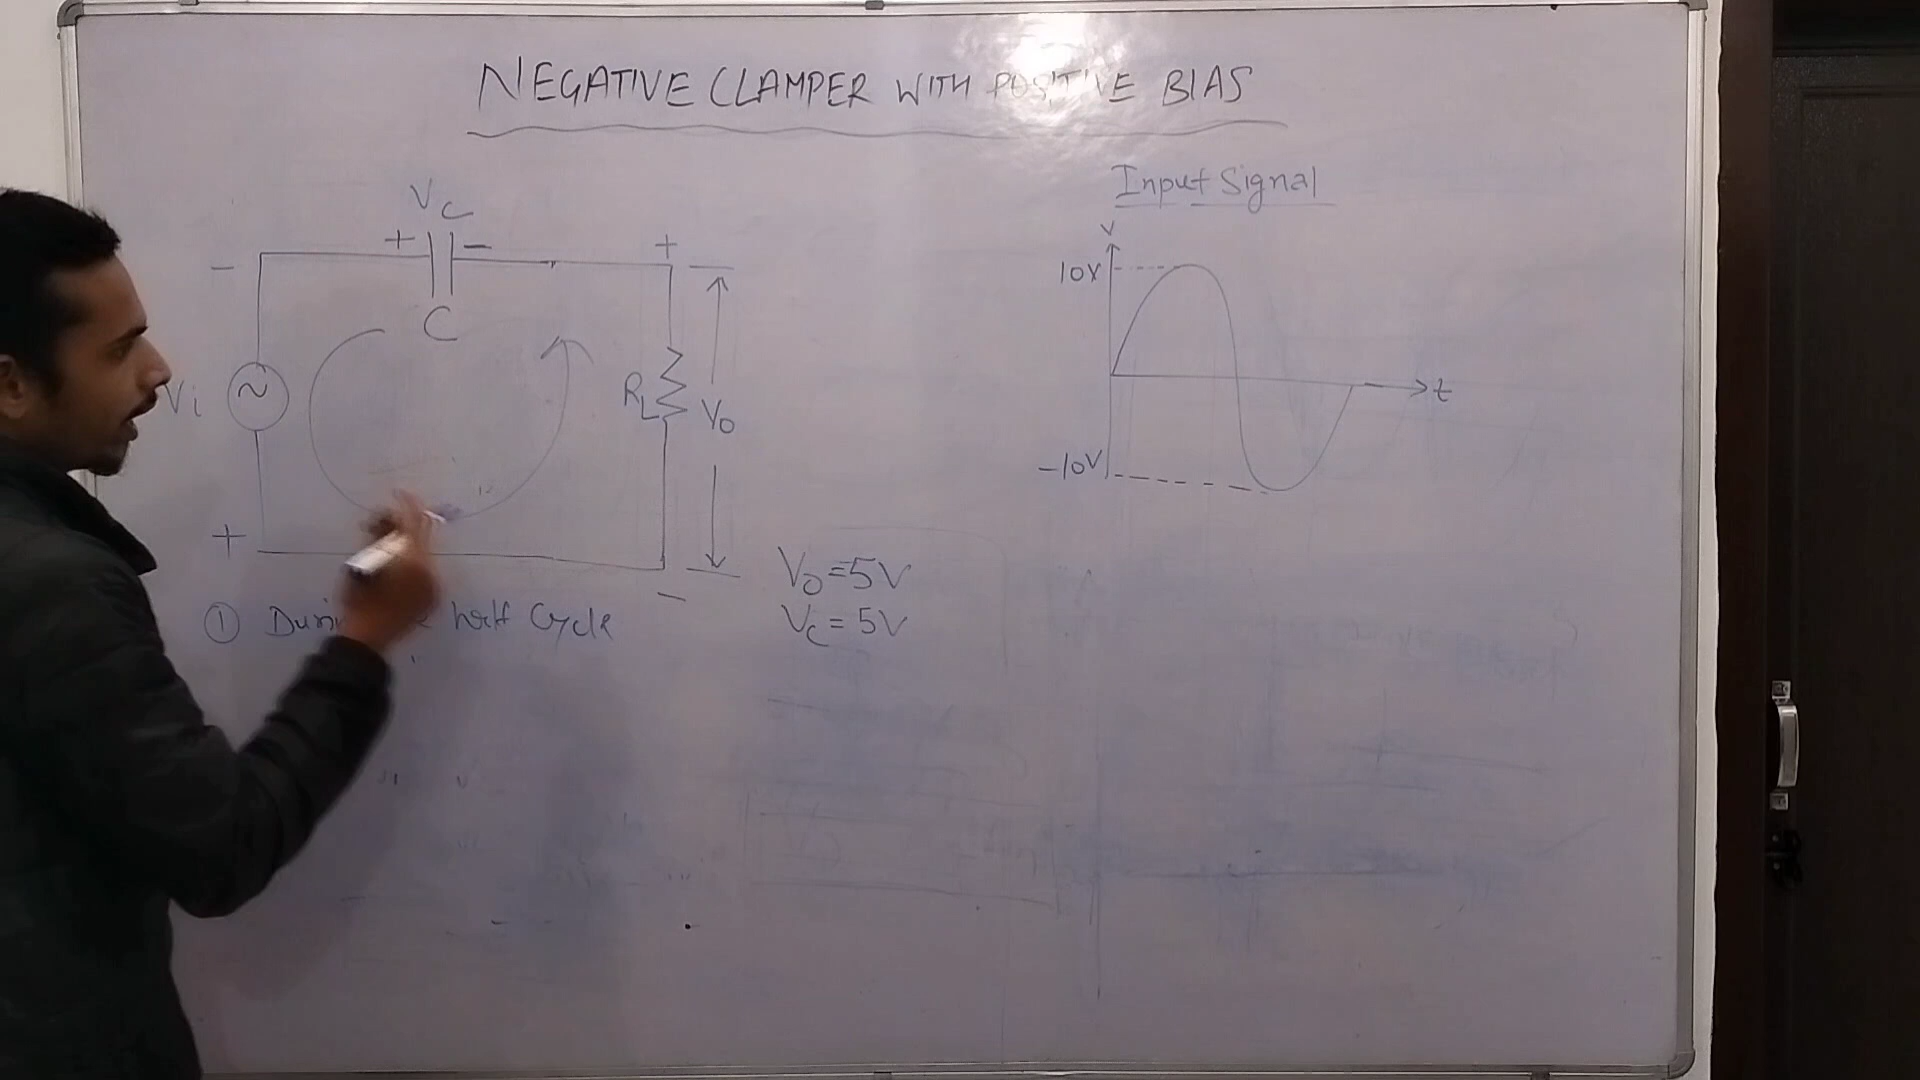 NEGATIVE CLAMPER WITH POSITIVE BIAS
Input Signal
V
10V
t
-10V
VC
+ -
- +
C
Vi
RL
VO
+
-
VO = 5V
VC = 5V
① half Cycle